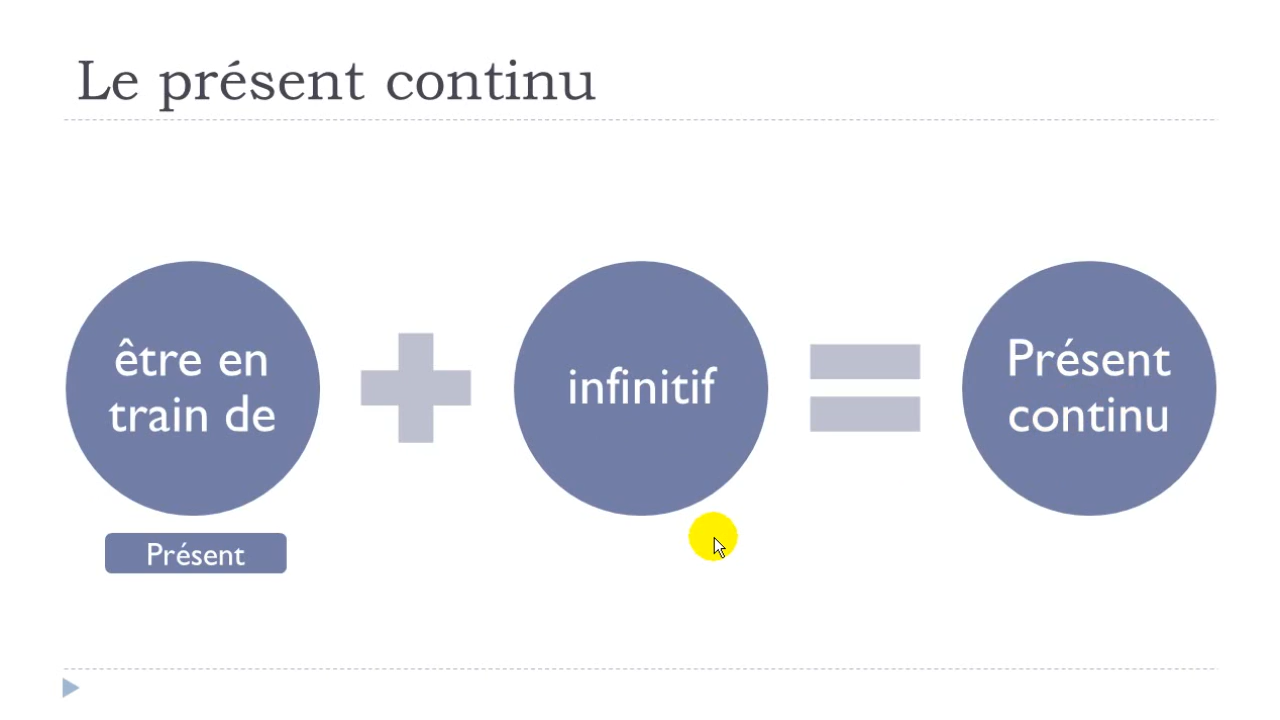 Le présent continu
être en
train de
infinitif
Présent
continu
Présent